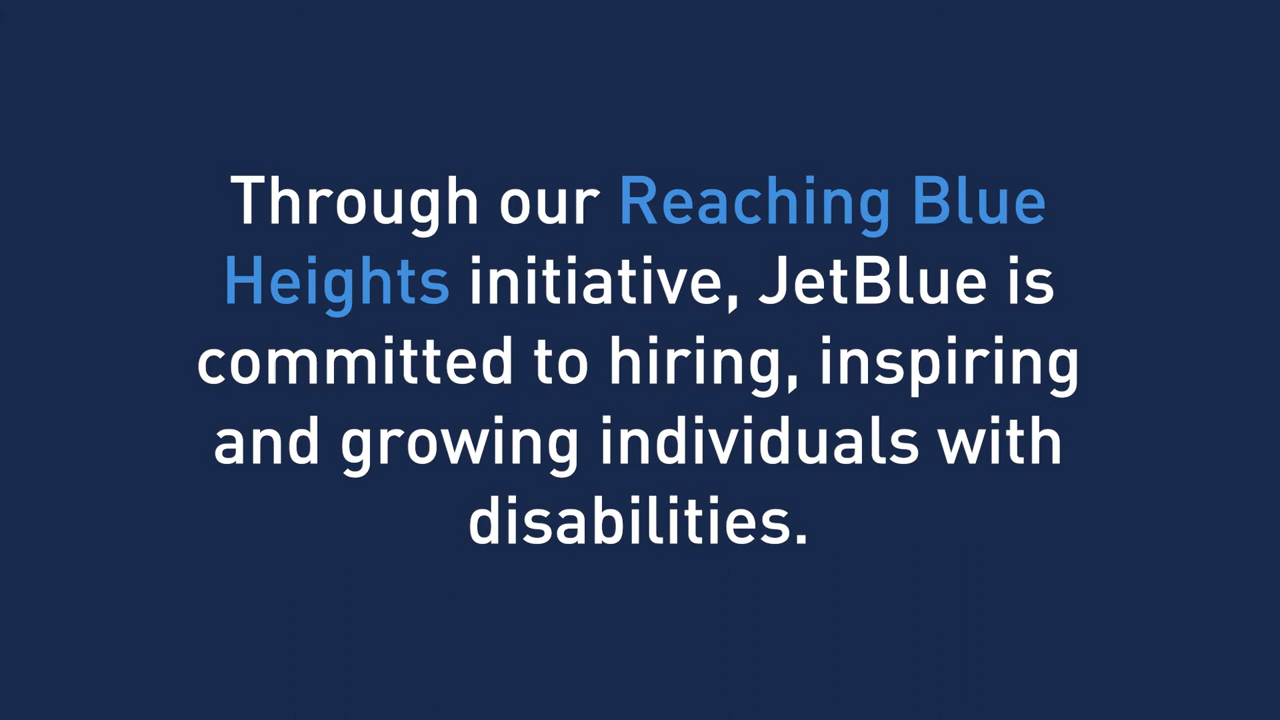 Through our Reaching Blue
Heights initiative, JetBlue is
committed to hiring, inspiring
and growing individuals with
disabilities.